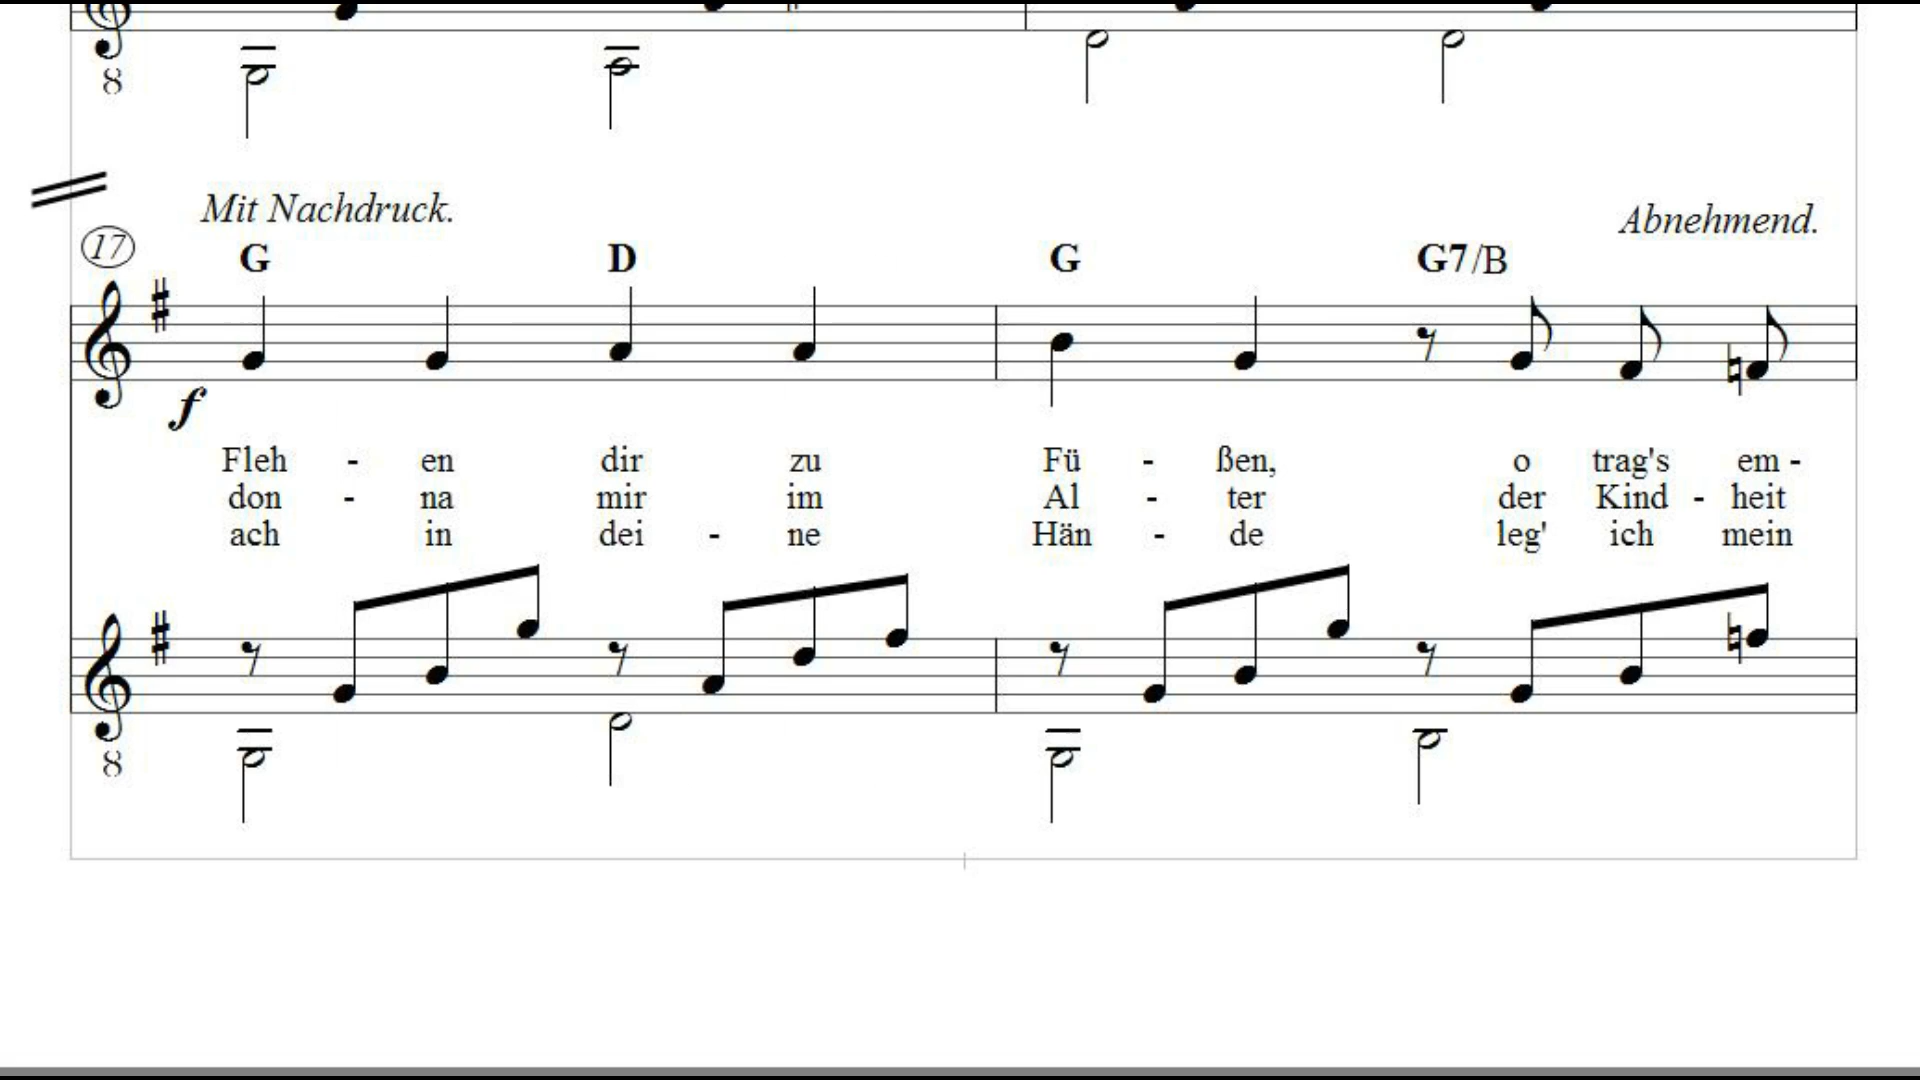 8
Mit Nachdruck.
Abnehmend.
17
G D G G7/B
f
Fleh - en dir zu Fü - ßen, o trag's em -
don - na mir im Al - ter der Kind - heit
ach in dei - ne Hän - de leg' ich mein
8